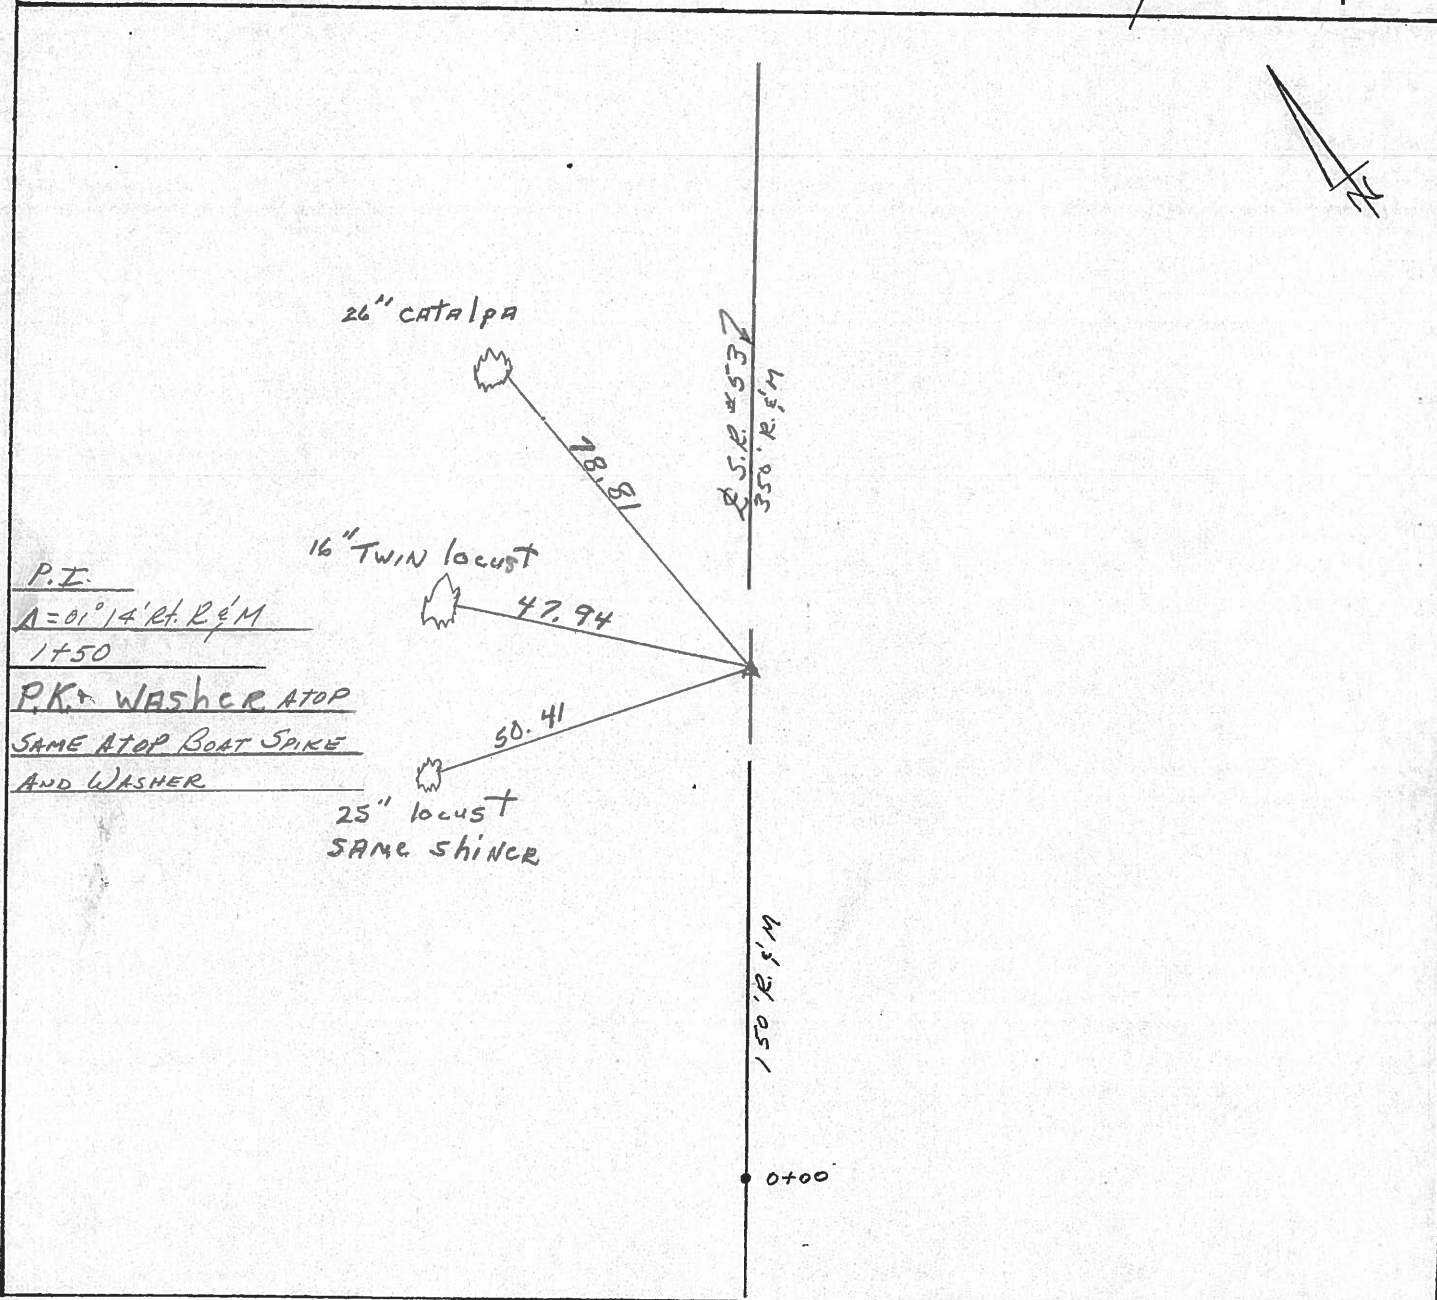 N
26" CATAlpA
78.81
℄ S.R. #537
350' R.&M
16" TWIN locusT
47.94
P.I.
Δ=01°14' Rt. R&M
1+50
P.K.+ WAShER ATOP
SAME ATOP BOAT SPIKE
AND WASHER
50.41
25" locusT
SAME ShiNER
150' R.&M
0+00